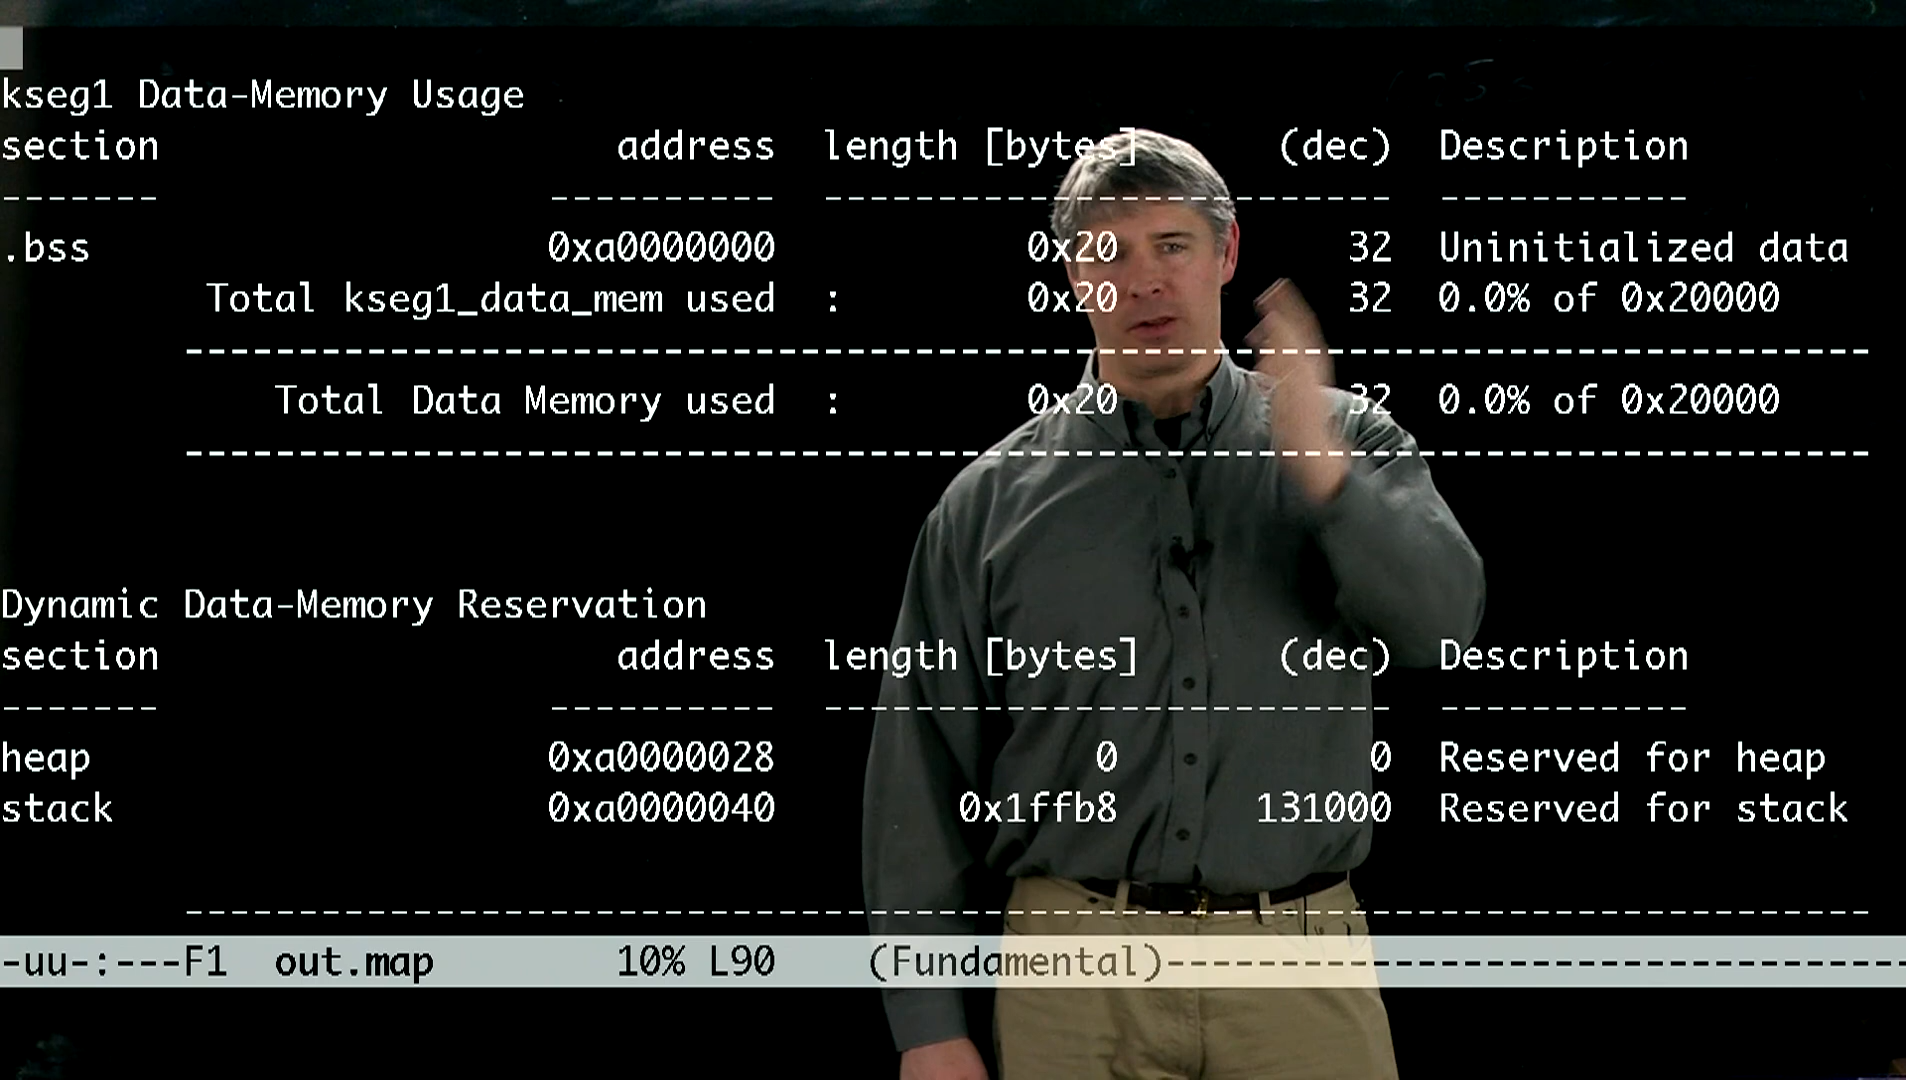 kseg1 Data-Memory Usage
section address length [bytes] (dec) Description
------- ---------- ------------------------- -----------
.bss 0xa0000000 0x20 32 Uninitialized data
Total kseg1_data_mem used : 0x20 32 0.0% of 0x20000
--------------------------------------------------------------------------
Total Data Memory used : 0x20 32 0.0% of 0x20000
--------------------------------------------------------------------------
Dynamic Data-Memory Reservation
section address length [bytes] (dec) Description
------- ---------- ------------------------- -----------
heap 0xa0000028 0 0 Reserved for heap
stack 0xa0000040 0x1ffb8 131000 Reserved for stack
--------------------------------------------------------------------------
-uu-:---F1 out.map 10% L90 (Fundamental)---------------------------------